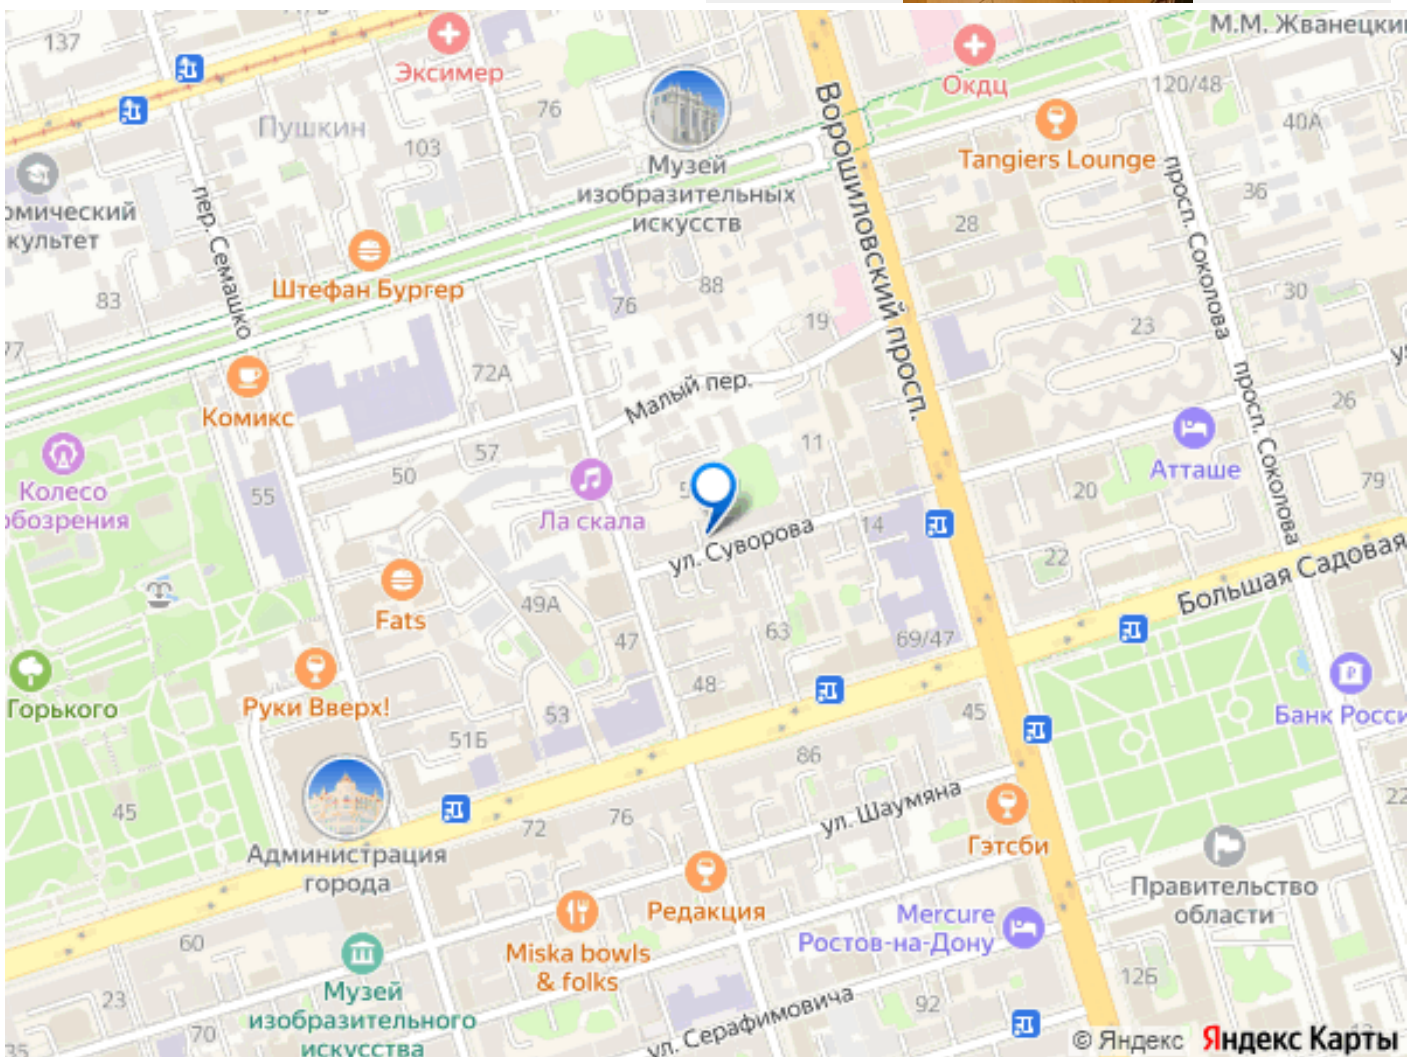 М.М. Жванецкий
137
50
Эксимер
Окдц
120/48
76
40А
Пушкин
103
Ворошиловский просп.
Tangiers Lounge
Музей
изобразительных
искусств
пер. Семашко
просп. Соколова
36
омический
культет
28
83
Штефан Бургер
88
76
30
19
23
77
72А
Малый пер.
просп. Соколова
26
Комикс
11
57
50
55
Атташе
79
Колесо
обозрения
20
Ла скала
14
ул. Суворова
22
Большая Садовая
49А
Fats
47
63
69/47
48
Горького
Руки Вверх!
53
45
Банк Росси
51Б
86
45
76
72
ул. Шаумяна
22
Гэтсби
Администрация
города
Правительство
области
Редакция
Mercure
Ростов-на-Дону
60
Miska bowls
& folks
126
23
Музей
изобразительного
искусства
92
70
ул. Серафимовича
35
© Яндекс Яндекс Карты